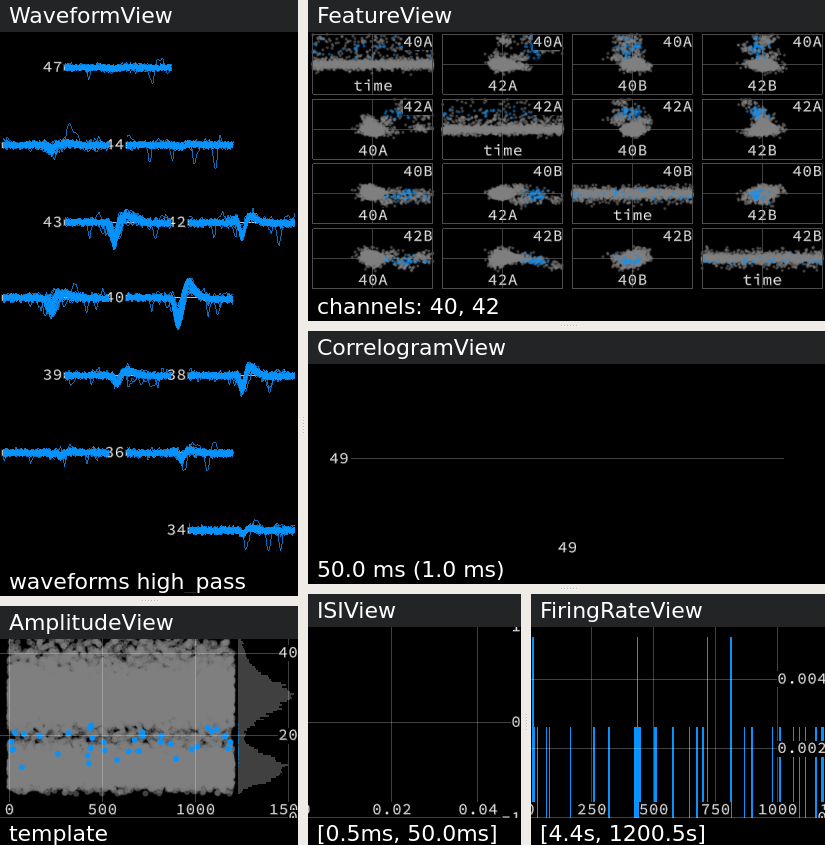 WaveformView
47
44
43
42
40
39
38
36
34
waveforms high_pass
FeatureView
40A 40A 40A 40A
time 42A 40B 42B
42A 42A 42A 42A
40A time 40B 42B
40B 40B 40B 40B
40A 42A time 42B
42B 42B 42B 42B
40A 42A 40B time
channels: 40, 42
CorrelogramView
49
49
50.0 ms (1.0 ms)
AmplitudeView
40
20
0 500 1000 150
template
ISIView
0
0.02 0.04
[0.5ms, 50.0ms]
FiringRateView
0.004
0.002
250 500 750 1000
[4.4s, 1200.5s]